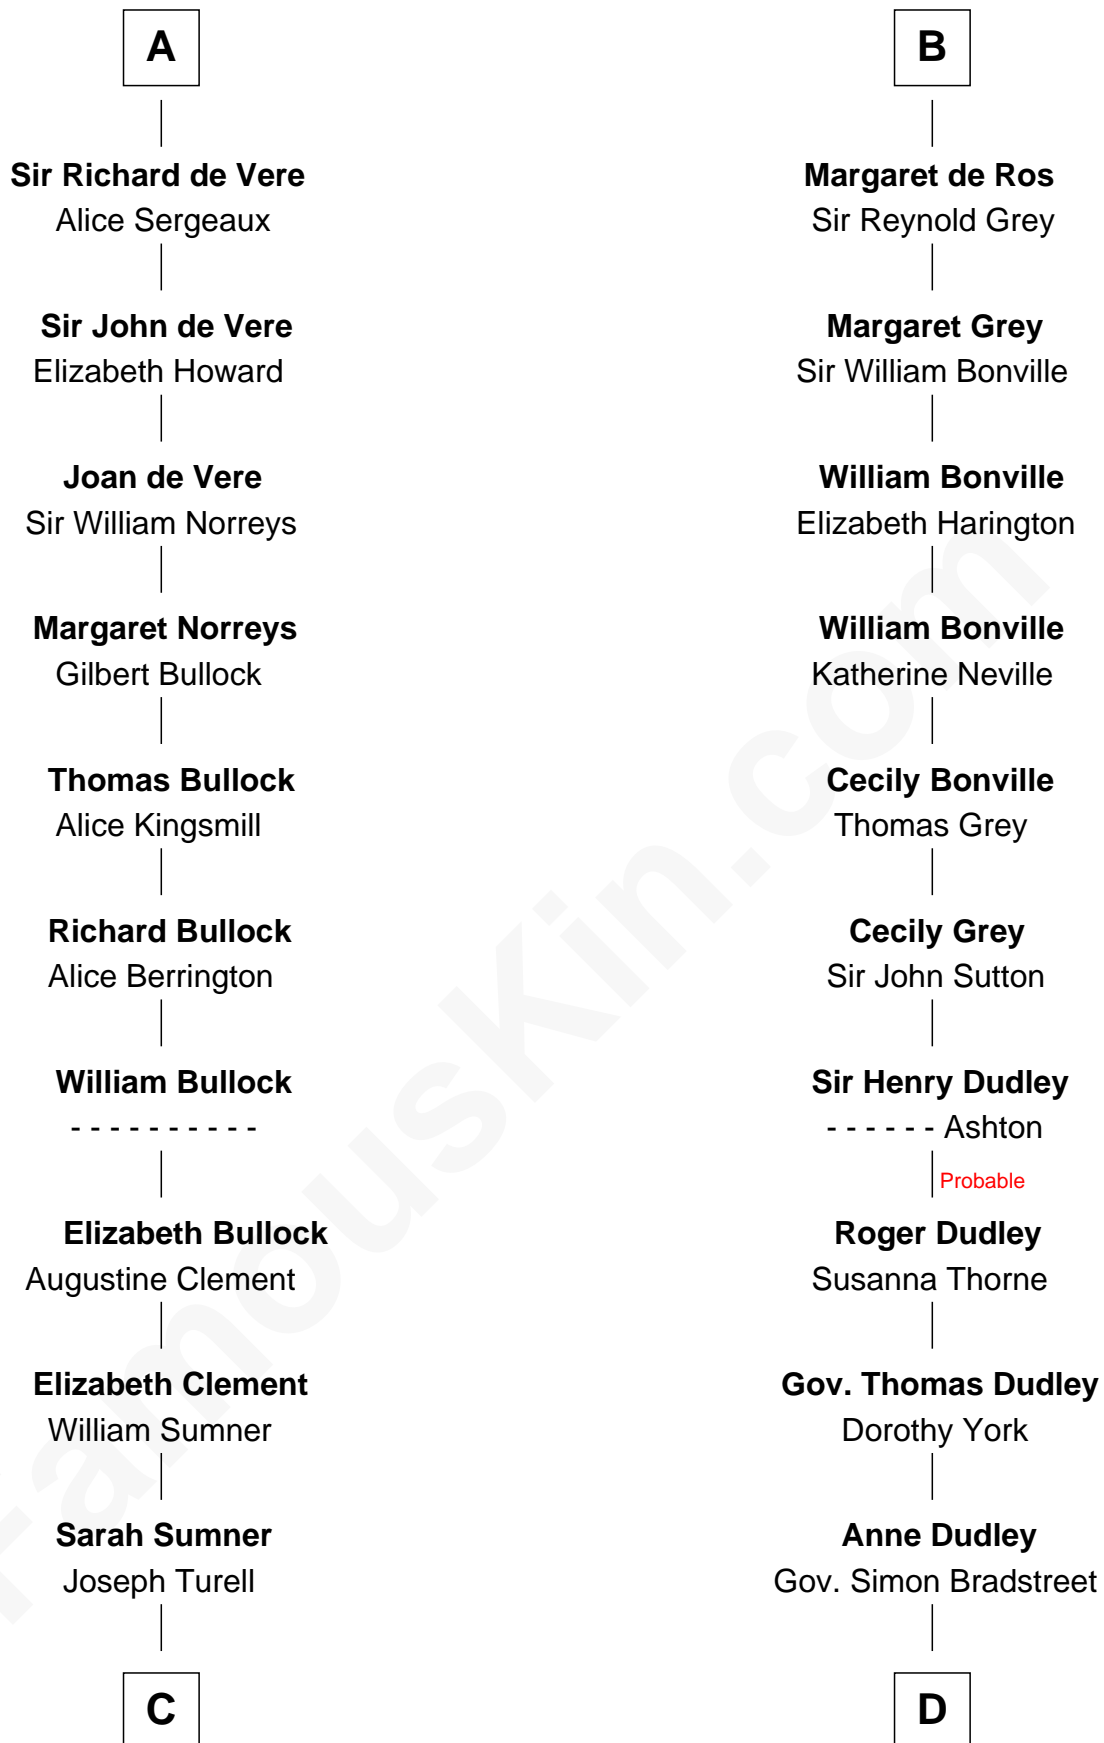 A
Sir Richard de Vere
Alice Sergeaux
Sir John de Vere
Elizabeth Howard
Joan de Vere
Sir William Norreys
Margaret Norreys
Gilbert Bullock
Thomas Bullock
Alice Kingsmill
Richard Bullock
Alice Berrington
William Bullock
- - - - - - - - - -
Elizabeth Bullock
Augustine Clement
Elizabeth Clement
William Sumner
Sarah Sumner
Joseph Turell
C
B
Margaret de Ros
Sir Reynold Grey
Margaret Grey
Sir William Bonville
William Bonville
Elizabeth Harington
William Bonville
Katherine Neville
Cecily Bonville
Thomas Grey
Cecily Grey
Sir John Sutton
Sir Henry Dudley
- - - - - - Ashton
Probable
Roger Dudley
Susanna Thorne
Gov. Thomas Dudley
Dorothy York
Anne Dudley
Gov. Simon Bradstreet
D
FamousKin.com